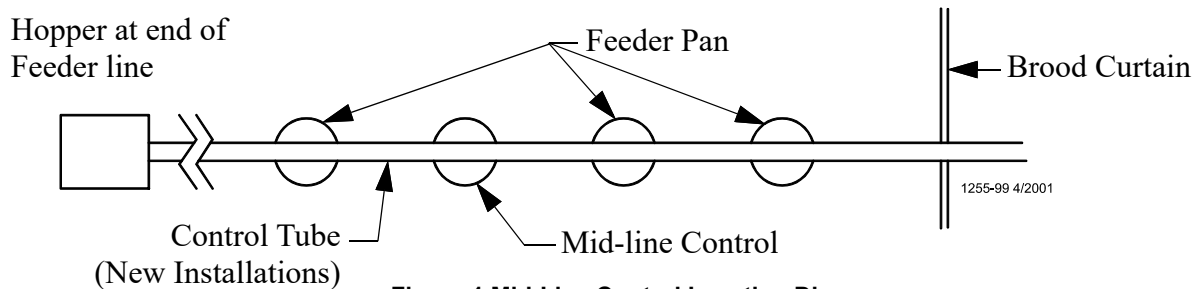 Hopper at end of
Feeder line
Feeder Pan
Brood Curtain
1255-99 4/2001
Control Tube
(New Installations)
Mid-line Control